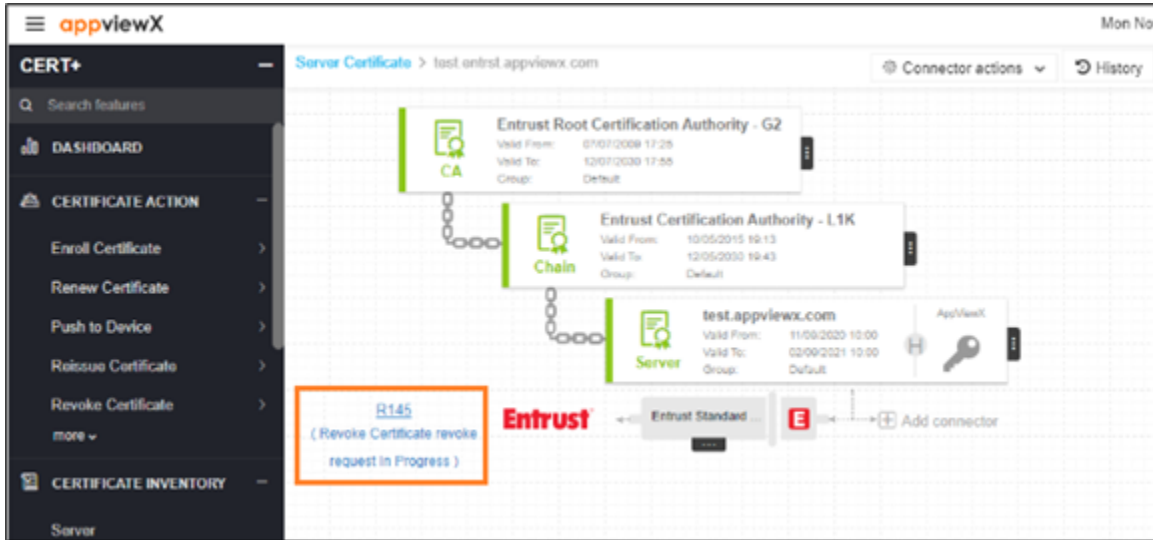 appviewX
Mon No
CERT+
Server Certificate > test.entrst.appviewx.com
Connector actions
History
Search features
DASHBOARD
CERTIFICATE ACTION
Enroll Certificate
Renew Certificate
Push to Device
Reissue Certificate
Revoke Certificate
more
CERTIFICATE INVENTORY
Server
Entrust Root Certification Authority - G2
Valid From: 07/07/2009 17:25
Valid To: 12/07/2030 17:55
Group: Default
CA
Entrust Certification Authority - L1K
Valid From: 10/05/2015 19:13
Valid To: 12/05/2030 19:43
Group: Default
Chain
test.appviewx.com
Valid From: 11/09/2020 10:00
Valid To: 02/09/2021 10:00
Group: Default
Server
AppViewX
H
R145
( Revoke Certificate revoke
request In Progress )
Entrust
Entrust Standard ...
E
Add connector